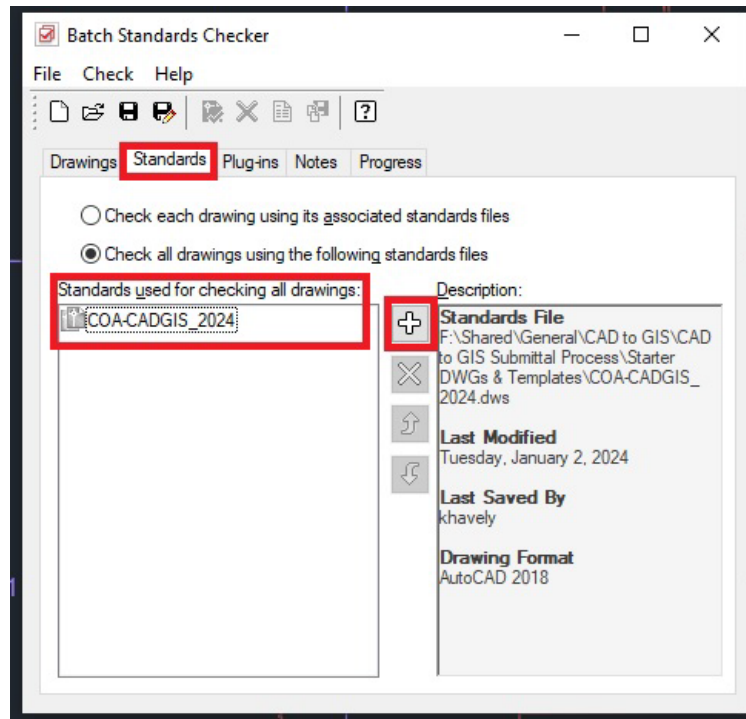 Batch Standards Checker
File Check Help
Drawings Standards Plug-ins Notes Progress
Check each drawing using its associated standards files
Check all drawings using the following standards files
Standards used for checking all drawings:
COA-CADGIS_2024
Description:
Standards File
F:\Shared\General\CAD to GIS\CAD
to GIS Submittal Process\Starter
DWGs & Templates\COA-CADGIS_
2024.dws
Last Modified
Tuesday, January 2, 2024
Last Saved By
khavely
Drawing Format
AutoCAD 2018